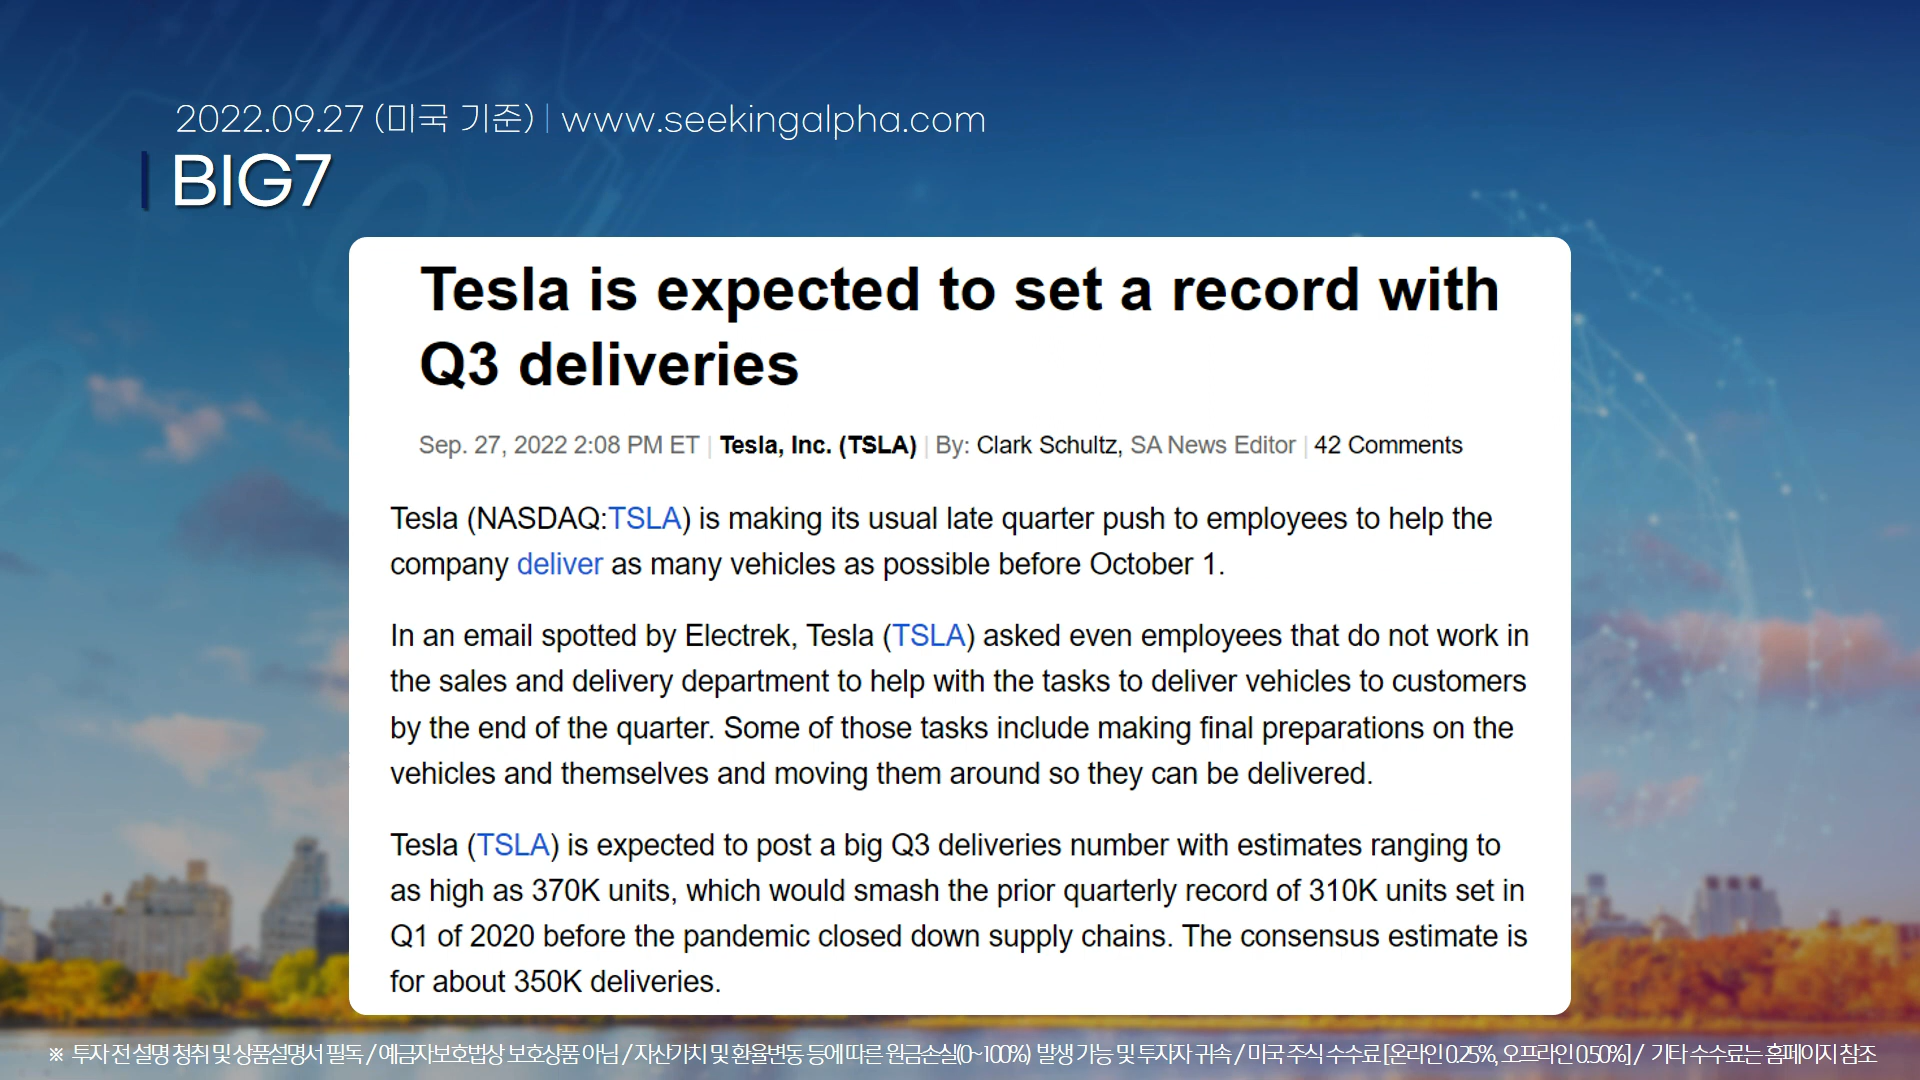 2022.09.27 (미국 기준) | www.seekingalpha.com
BIG7
Tesla is expected to set a record with
Q3 deliveries
Sep. 27, 2022 2:08 PM ET | Tesla, Inc. (TSLA) | By: Clark Schultz, SA News Editor | 42 Comments
Tesla (NASDAQ:TSLA) is making its usual late quarter push to employees to help the
company deliver as many vehicles as possible before October 1.
In an email spotted by Electrek, Tesla (TSLA) asked even employees that do not work in
the sales and delivery department to help with the tasks to deliver vehicles to customers
by the end of the quarter. Some of those tasks include making final preparations on the
vehicles and themselves and moving them around so they can be delivered.
Tesla (TSLA) is expected to post a big Q3 deliveries number with estimates ranging to
as high as 370K units, which would smash the prior quarterly record of 310K units set in
Q1 of 2020 before the pandemic closed down supply chains. The consensus estimate is
for about 350K deliveries.
※ 투자 전 설명 청취 및 상품설명서 필독 / 예금자보호법상 보호상품 아님 / 자산가치 및 환율변동 등에 따른 원금손실(0~100%) 발생 가능 및 투자자 귀속 / 미국 주식 수수료 [온라인 0.25%, 오프라인 0.50%] / 기타 수수료는 홈페이지 참조